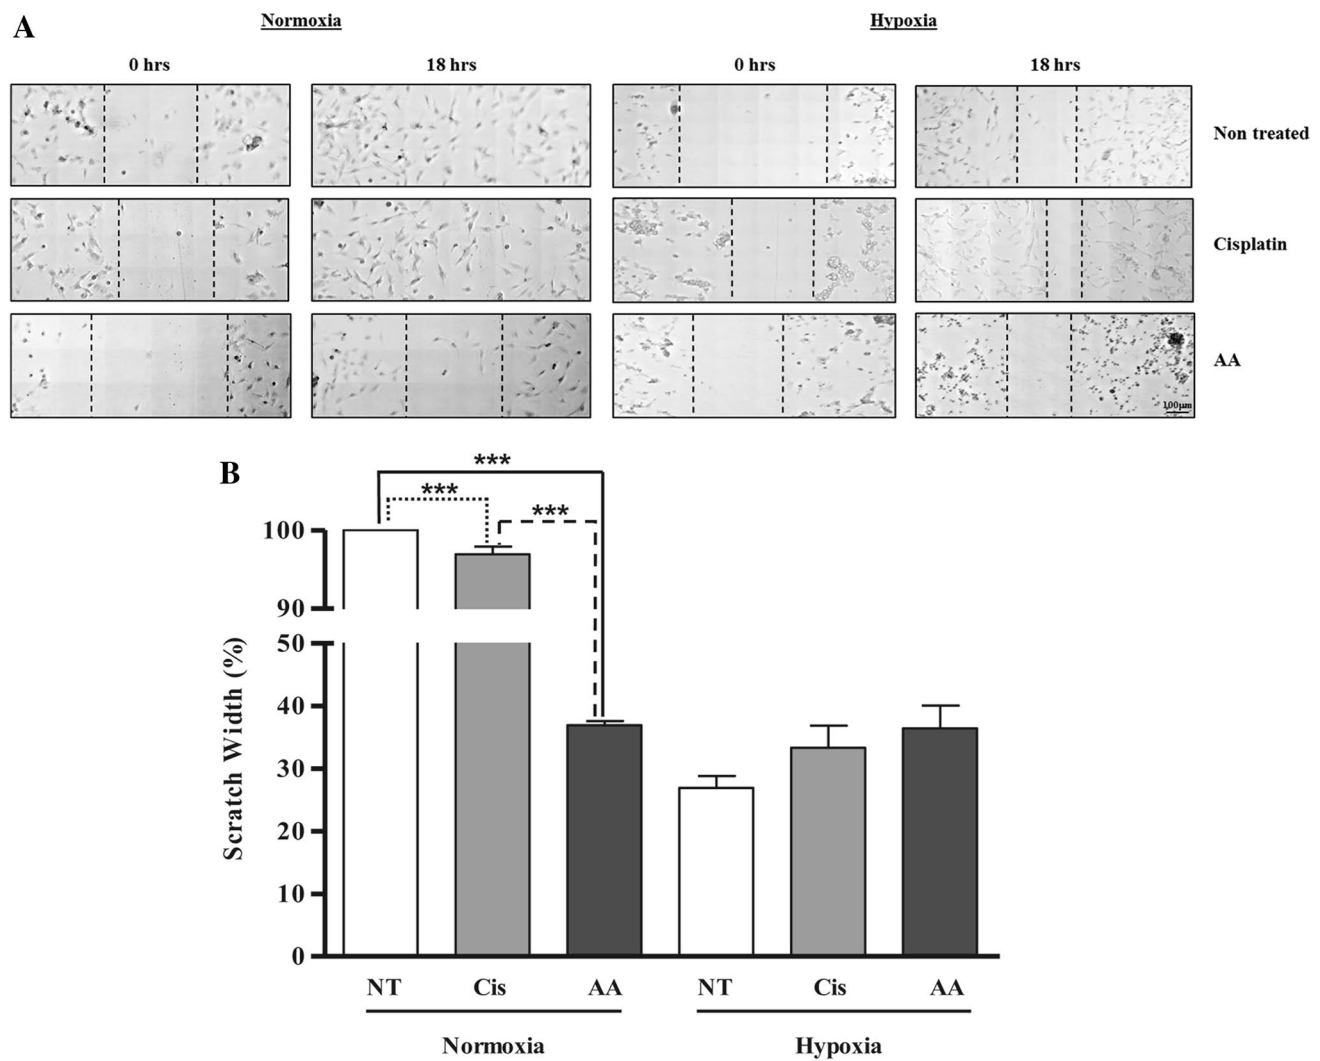 A
Normoxia
Hypoxia
0 hrs
18 hrs
0 hrs
18 hrs
Non treated
Cisplatin
AA
100µm
B
***
***
***
100
90
50
40
30
20
10
0
Scratch Width (%)
NT
Cis
AA
NT
Cis
AA
Normoxia
Hypoxia